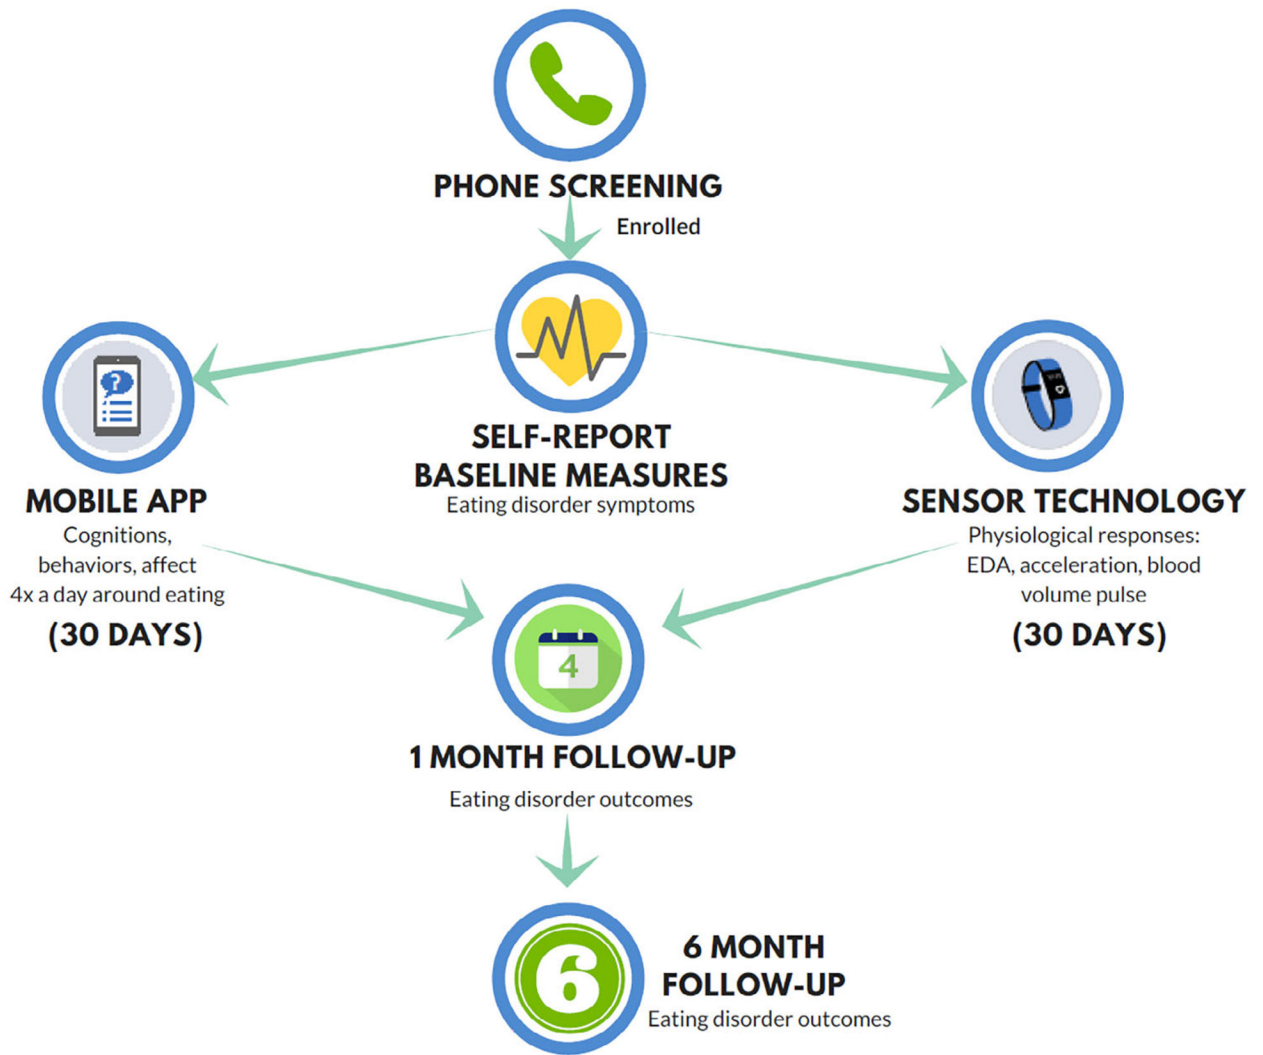 PHONE SCREENING
Enrolled
?
SELF-REPORT
BASELINE MEASURES
Eating disorder symptoms
MOBILE APP
Cognitions,
behaviors, affect
4x a day around eating
(30 DAYS)
SENSOR TECHNOLOGY
Physiological responses:
EDA, acceleration, blood
volume pulse
(30 DAYS)
4
1 MONTH FOLLOW-UP
Eating disorder outcomes
6
6 MONTH
FOLLOW-UP
Eating disorder outcomes